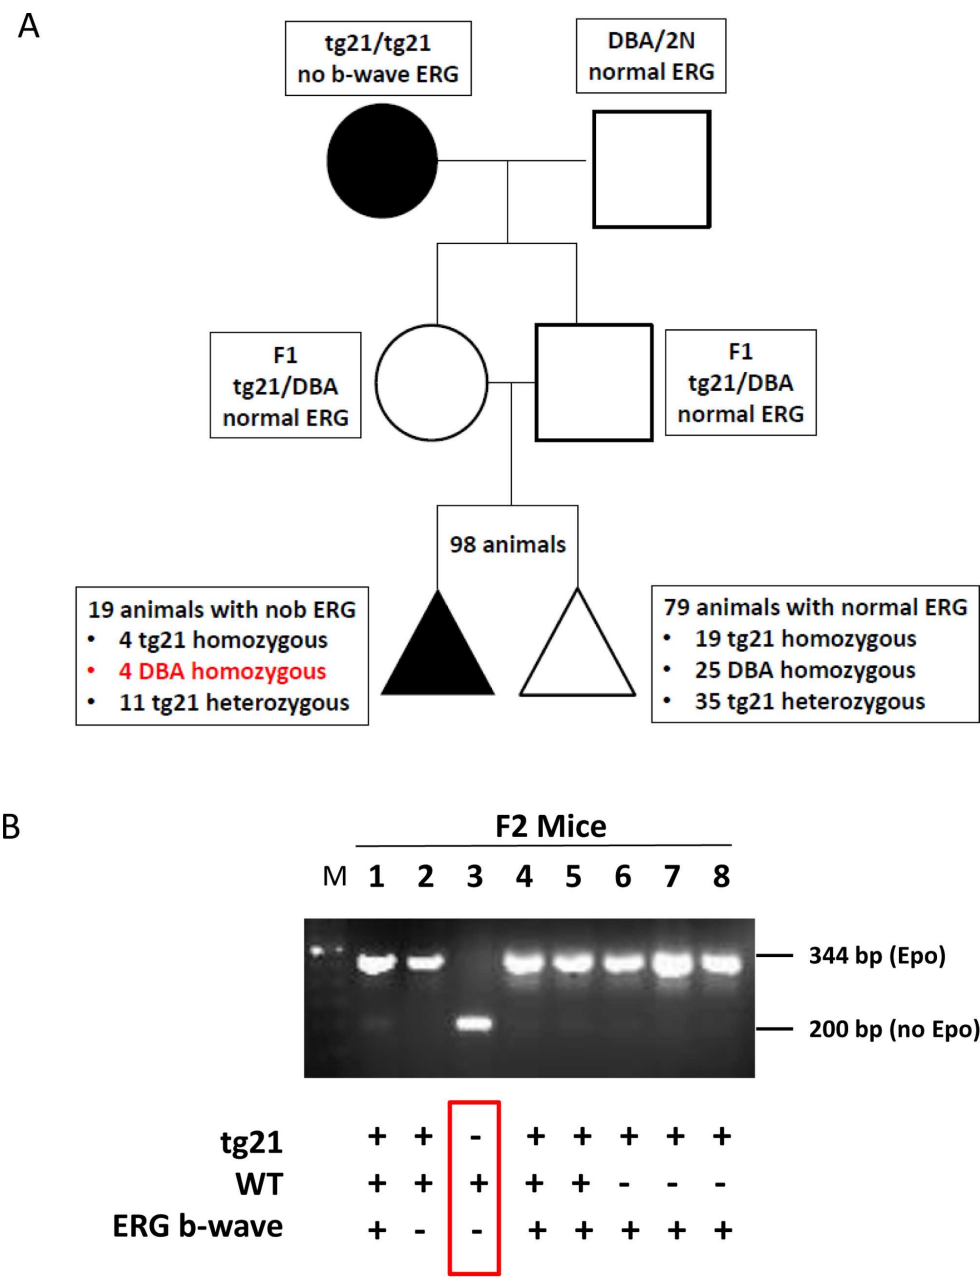 A
tg21/tg21
no b-wave ERG
DBA/2N
normal ERG
F1
tg21/DBA
normal ERG
F1
tg21/DBA
normal ERG
98 animals
19 animals with nob ERG
• 4 tg21 homozygous
• 4 DBA homozygous
• 11 tg21 heterozygous
79 animals with normal ERG
• 19 tg21 homozygous
• 25 DBA homozygous
• 35 tg21 heterozygous
B
F2 Mice
M 1 2 3 4 5 6 7 8
344 bp (Epo)
200 bp (no Epo)
tg21 + + - + + + + +
WT + + + + + - - -
ERG b-wave + - - + + + + +